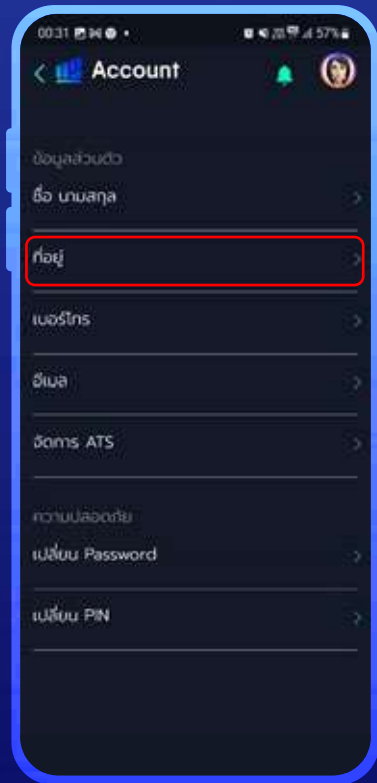 00:31
57%
Account
ข้อมูลส่วนตัว
ชื่อ นามสกุล
ที่อยู่
เบอร์โทร
อีเมล
จัดการ ATS
ความปลอดภัย
เปลี่ยน Password
เปลี่ยน PIN